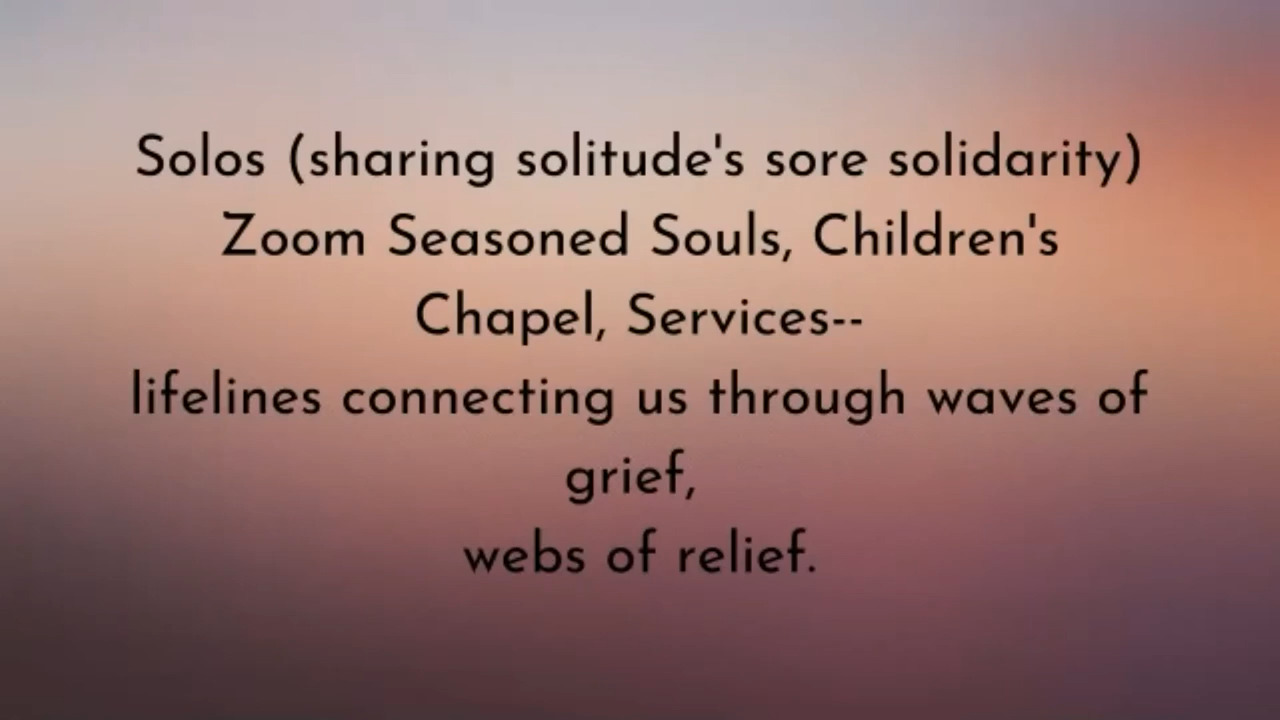 Solos (sharing solitude's sore solidarity)
Zoom Seasoned Souls, Children's
Chapel, Services--
lifelines connecting us through waves of
grief,
webs of relief.